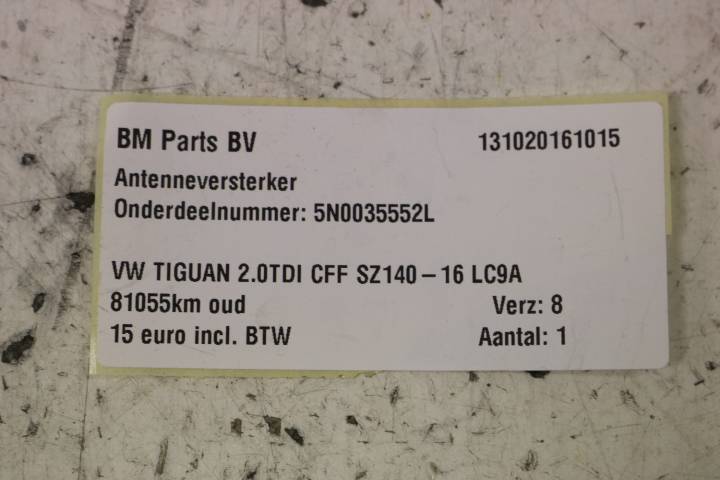 BM Parts BV 131020161015
Antenneversterker
Onderdeelnummer: 5N0035552L
VW TIGUAN 2.0TDI CFF SZ140-16 LC9A
81055km oud Verz: 8
15 euro incl. BTW Aantal: 1